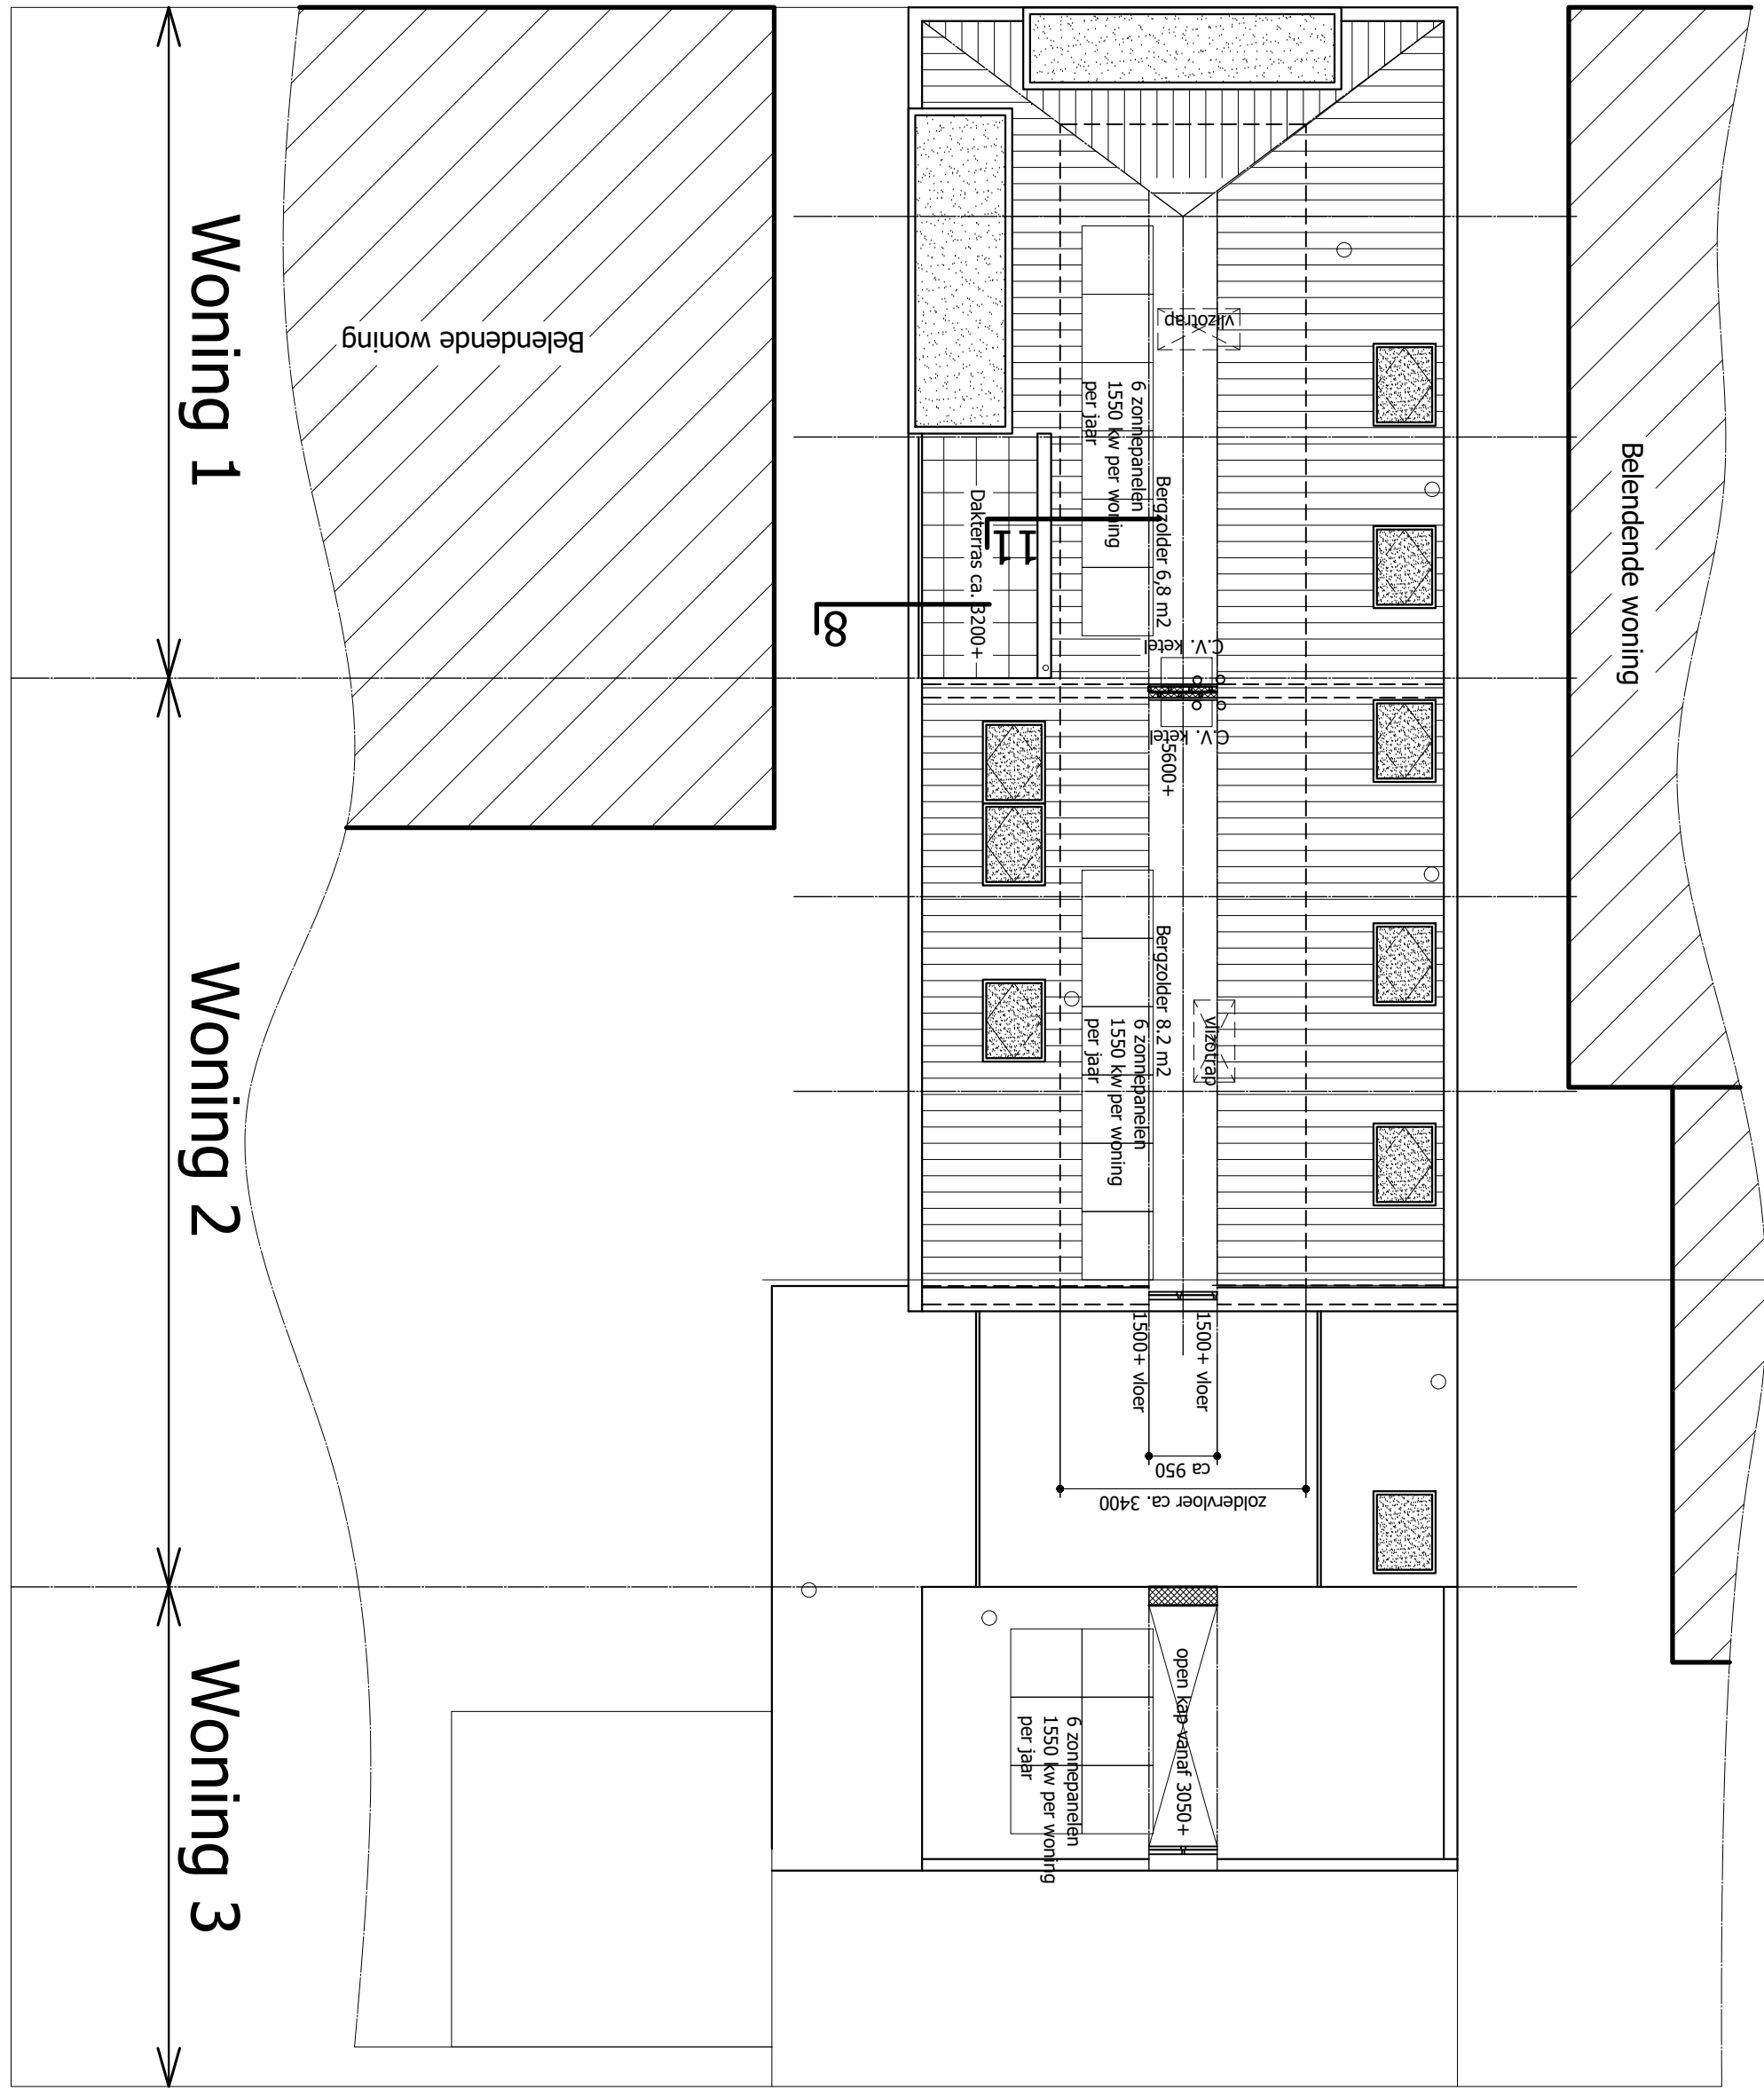 Woning 1
Woning 2
Woning 3
Belendende woning
Belendende woning
vlizotrap
6 zonnepanelen
1550 kw per woning
per jaar
Bergzolder 6,8 m2
Dakterras ca. 3200+
11
8
C.V. ketel
C.V. ketel
5600+
Bergzolder 8.2 m2
vlizotrap
6 zonnepanelen
1550 kw per woning
per jaar
1500+ vloer
1500+ vloer
ca 950
zoldervloer ca. 3400
open kap vanaf 3050+
6 zonnepanelen
1550 kw per woning
per jaar